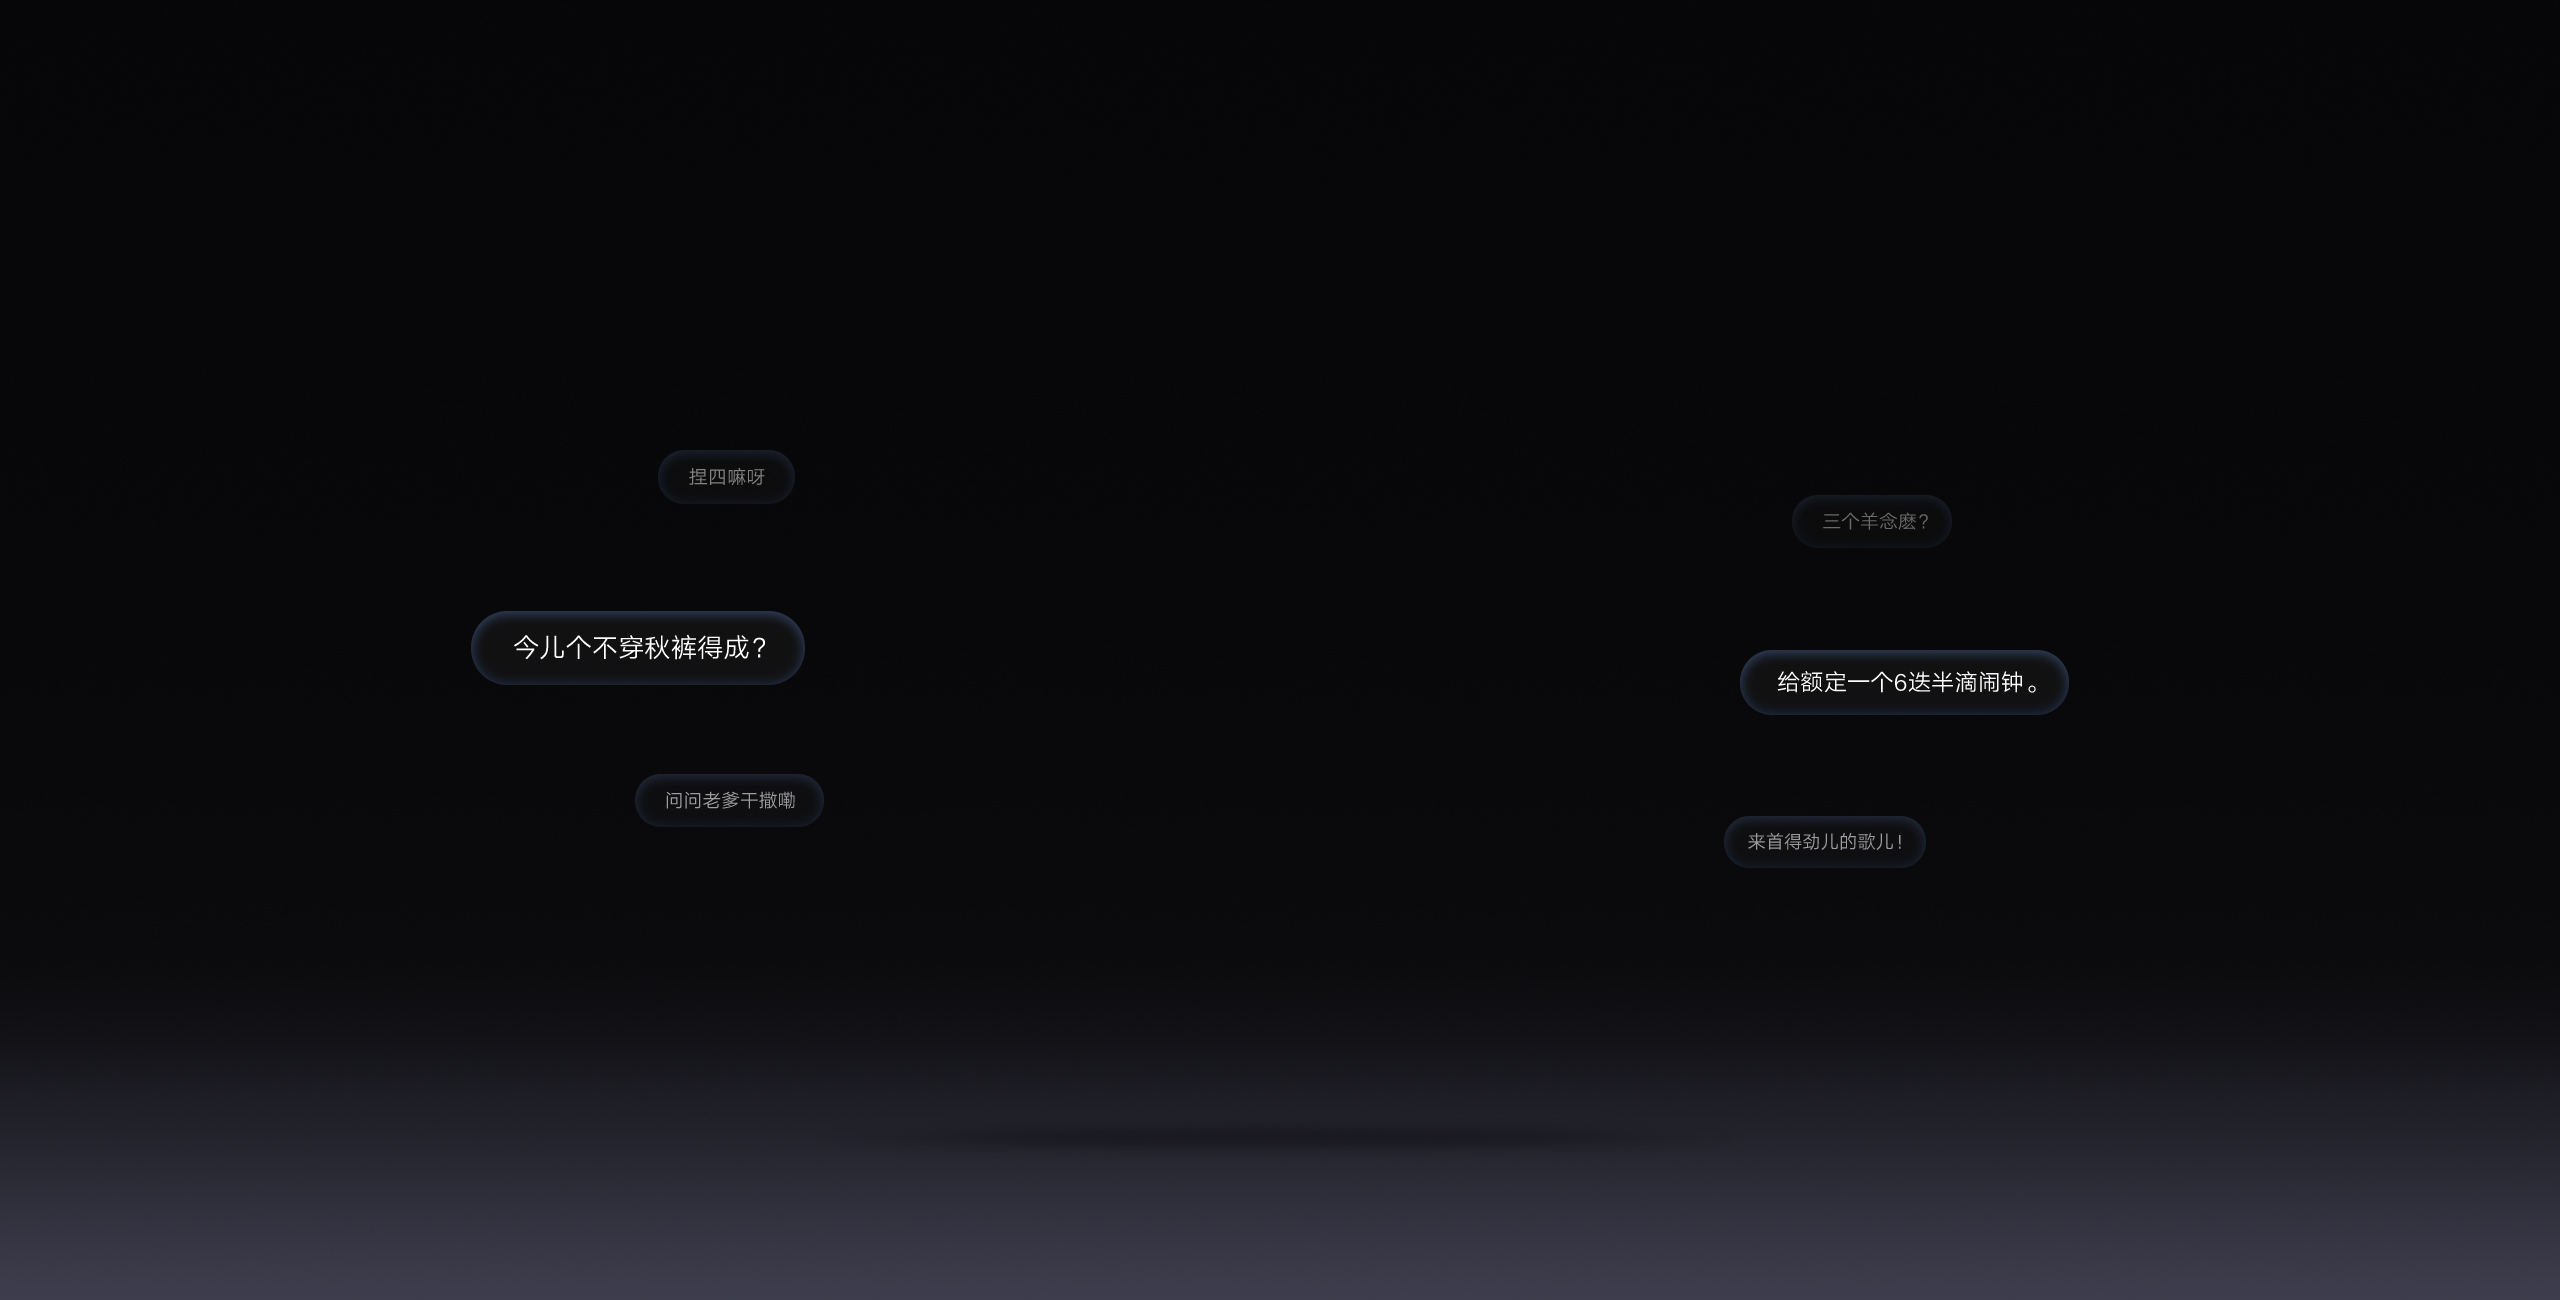 捏四嘛呀
今儿个不穿秋裤得成?
问问老爹干撒嘞
三个羊念麽?
给额定一个6迭半滴闹钟。
来首得劲儿的歌儿!